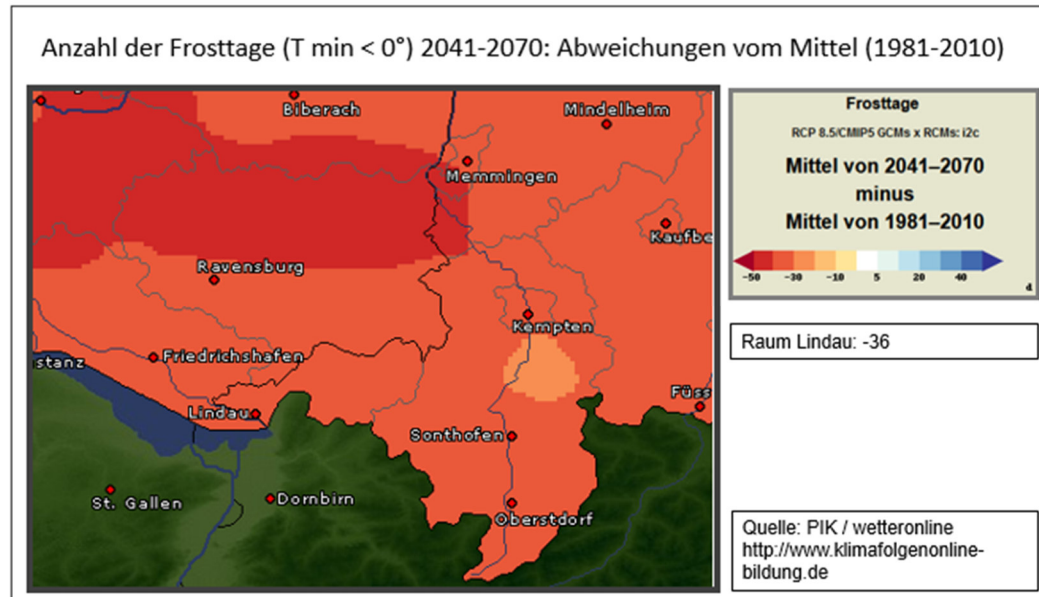 Anzahl der Frosttage (T min < 0°) 2041-2070: Abweichungen vom Mittel (1981-2010)
Biberach
Mindelheim
Memmingen
Kaufbe
Ravensburg
Kempten
Friedrichshafen
stanz
Füss
Lindau
Sonthofen
St. Gallen
Dornbirn
Oberstdorf
Frosttage
RCP 8.5/CMIP5 GCMs x RCMs: i2c
Mittel von 2041–2070
minus
Mittel von 1981–2010
-50 -30 -10 5 20 40
d
Raum Lindau: -36
Quelle: PIK / wetteronline
http://www.klimafolgenonline-
bildung.de